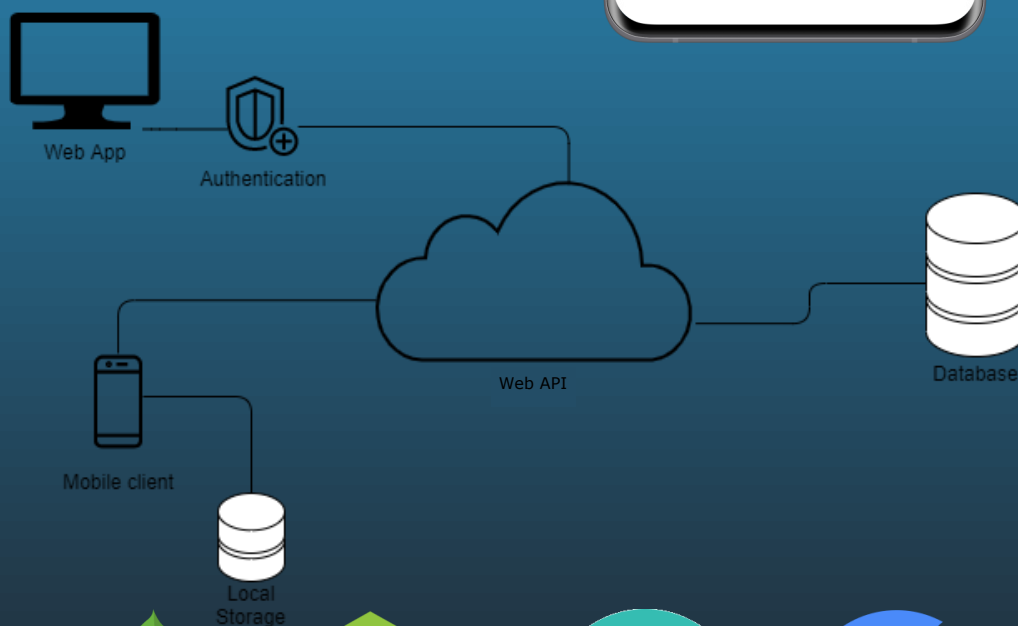 Web App
Authentication
Web API
Database
Mobile client
Local
Storage